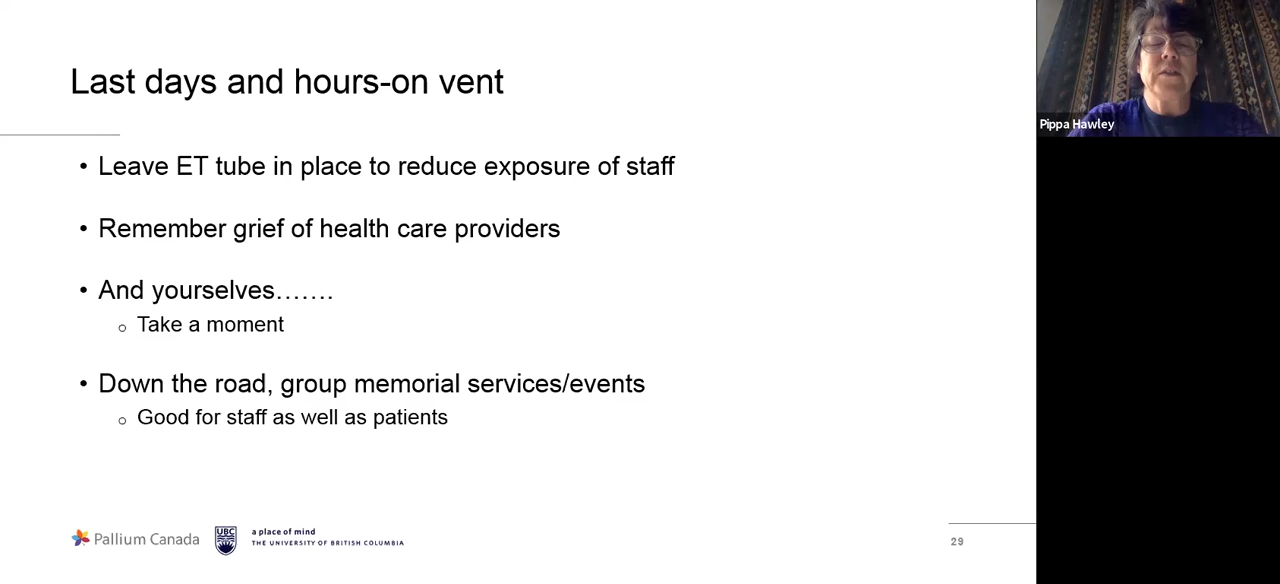 Last days and hours-on vent
• Leave ET tube in place to reduce exposure of staff
• Remember grief of health care providers
• And yourselves…….
o Take a moment
• Down the road, group memorial services/events
o Good for staff as well as patients
Pallium Canada
UBC
a place of mind
THE UNIVERSITY OF BRITISH COLUMBIA
29
Pippa Hawley